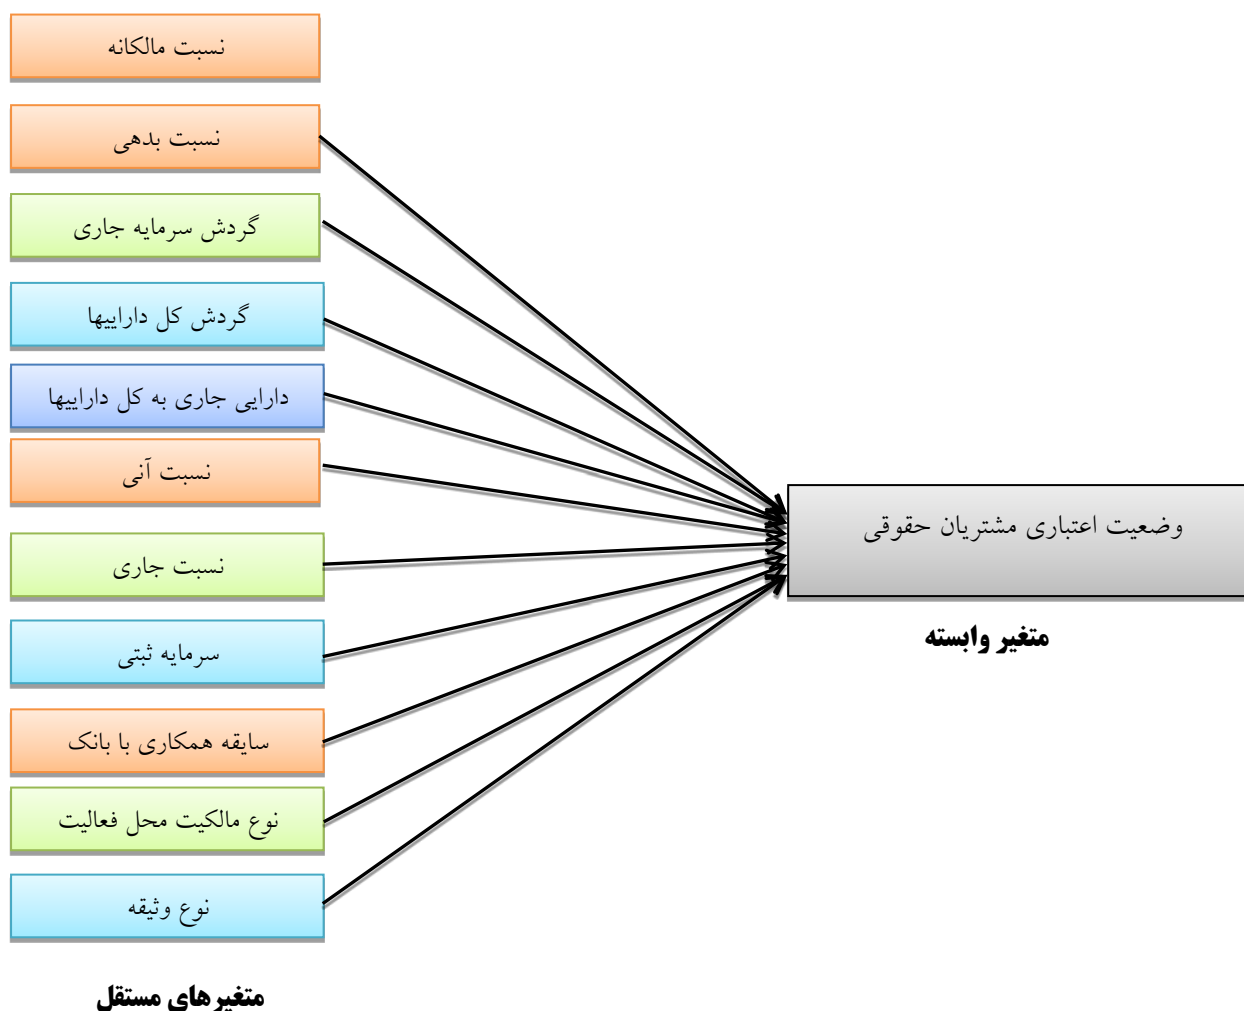 نسبت مالکانه
نسبت بدهی
گردش سرمایه جاری
گردش کل داراییها
دارایی جاری به کل داراییها
نسبت آنی
نسبت جاری
سرمایه ثبتی
سایقه همکاری با بانک
نوع مالکیت محل فعالیت
نوع وثیقه
متغیرهای مستقل
وضعیت اعتباری مشتریان حقوقی
متغیر وابسته